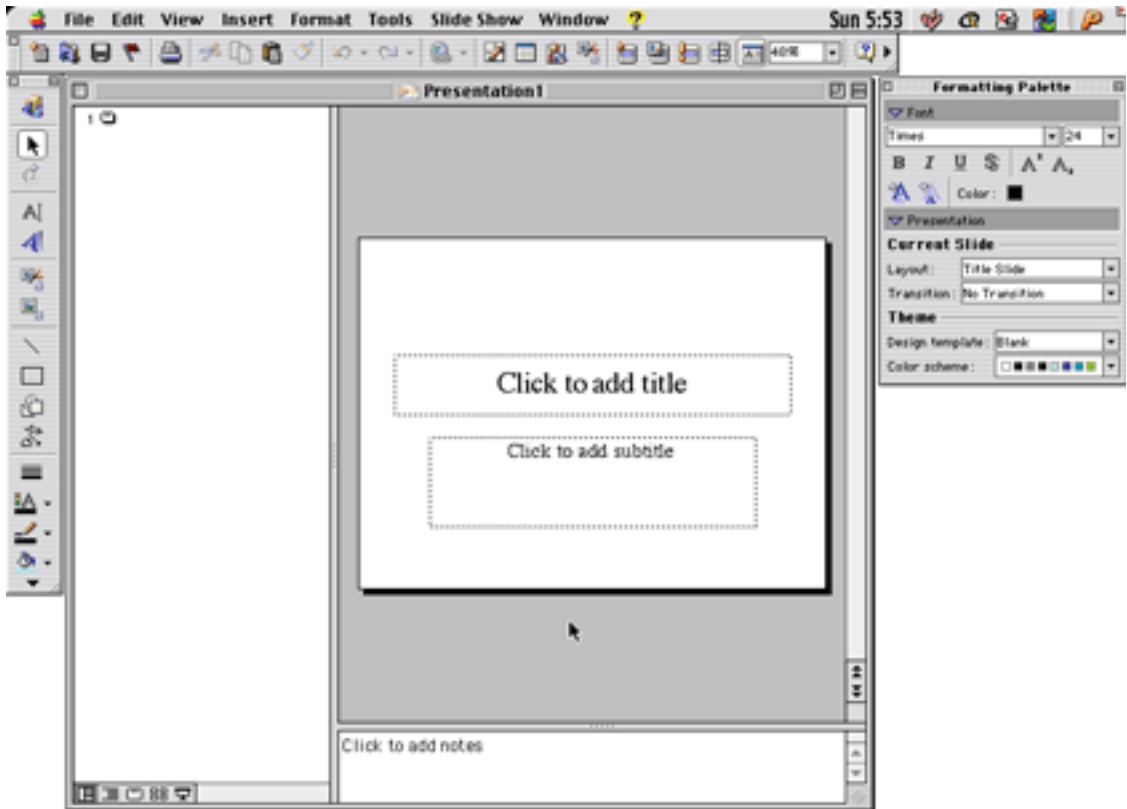 File Edit View Insert Format Tools Slide Show Window ? Sun 5:53
40%
Presentation1
1
Click to add title
Click to add subtitle
Click to add notes
Formatting Palette
Font
Times 24
B I U S A A
Color:
Presentation
Current Slide
Layout: Title Slide
Transition: No Transition
Theme
Design template: Blank
Color scheme: